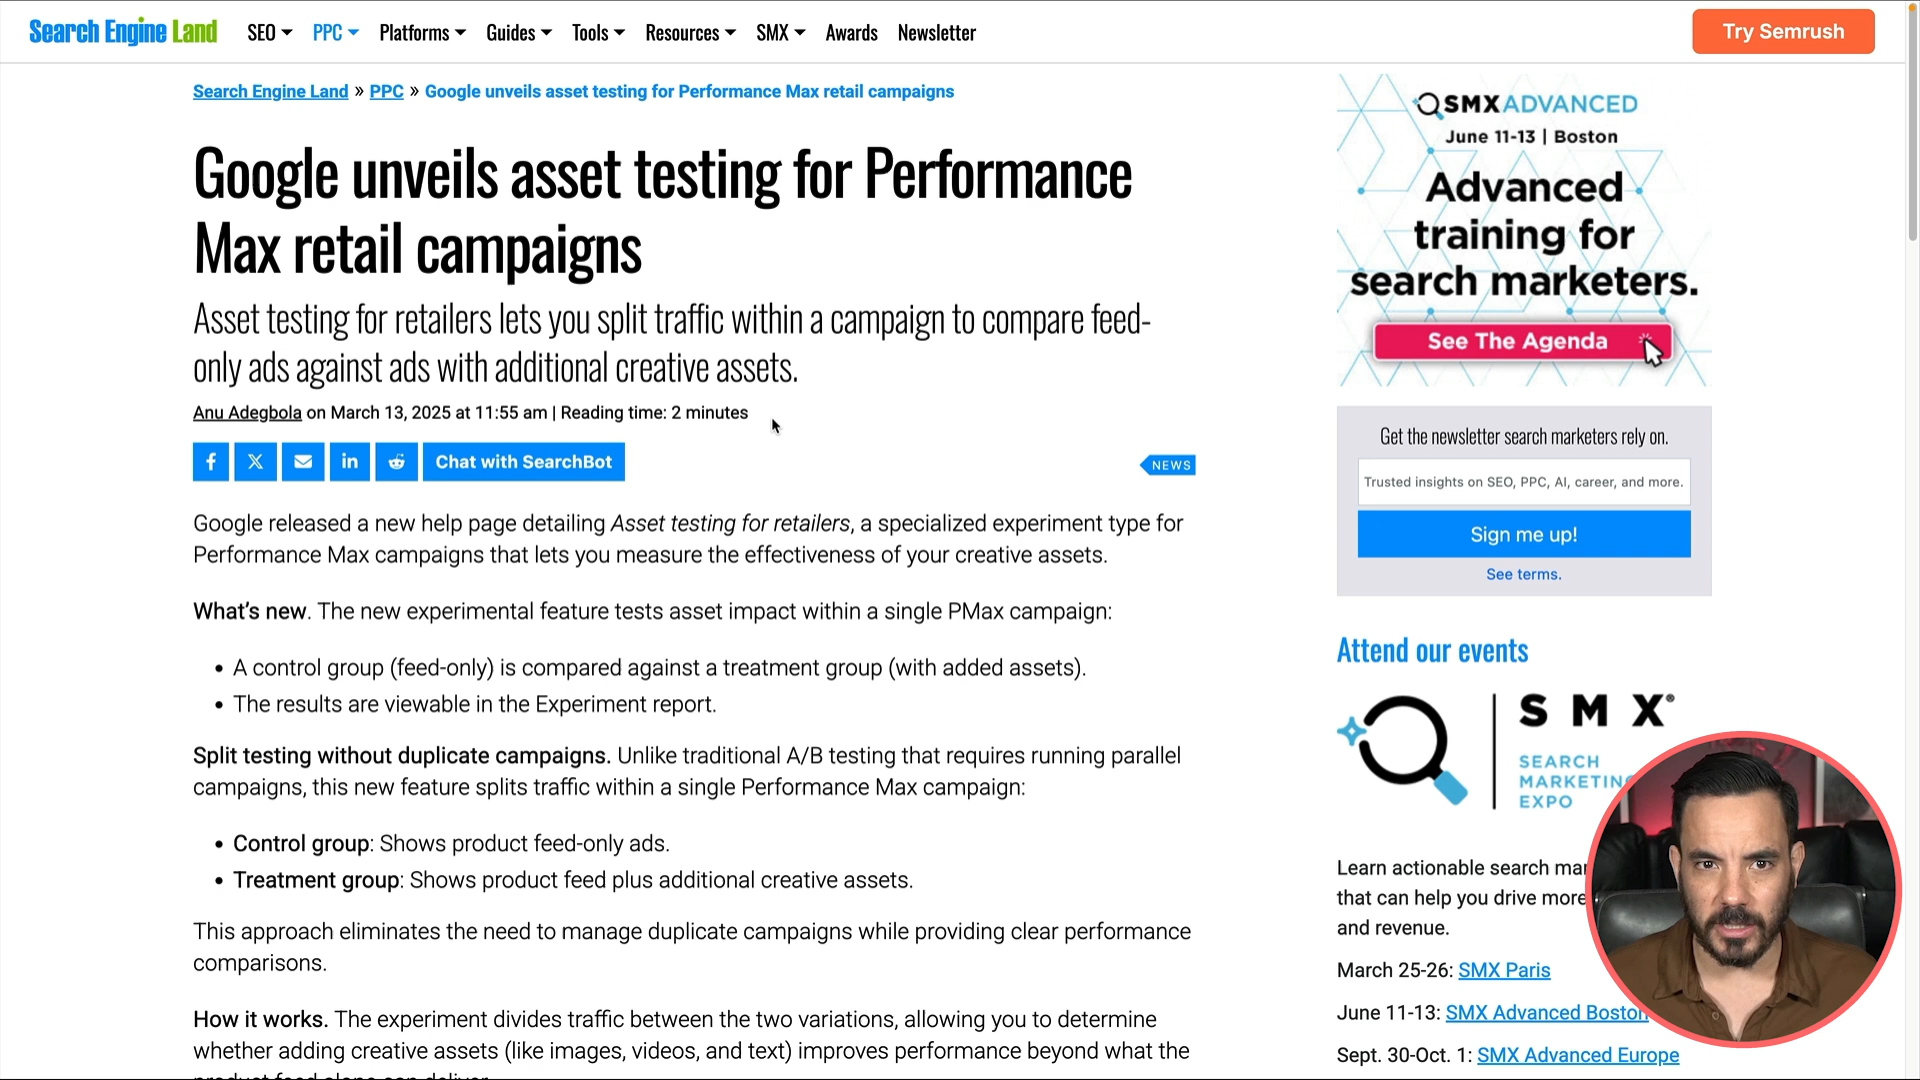 Search Engine Land
SEO
PPC
Platforms
Guides
Tools
Resources
SMX
Awards
Newsletter
Try Semrush
Search Engine Land » PPC » Google unveils asset testing for Performance Max retail campaigns
Google unveils asset testing for Performance
Max retail campaigns
Asset testing for retailers lets you split traffic within a campaign to compare feed-
only ads against ads with additional creative assets.
Anu Adegbola on March 13, 2025 at 11:55 am | Reading time: 2 minutes
Chat with SearchBot
NEWS
Google released a new help page detailing Asset testing for retailers, a specialized experiment type for
Performance Max campaigns that lets you measure the effectiveness of your creative assets.
What’s new. The new experimental feature tests asset impact within a single PMax campaign:
• A control group (feed-only) is compared against a treatment group (with added assets).
• The results are viewable in the Experiment report.
Split testing without duplicate campaigns. Unlike traditional A/B testing that requires running parallel
campaigns, this new feature splits traffic within a single Performance Max campaign:
• Control group: Shows product feed-only ads.
• Treatment group: Shows product feed plus additional creative assets.
This approach eliminates the need to manage duplicate campaigns while providing clear performance
comparisons.
How it works. The experiment divides traffic between the two variations, allowing you to determine
whether adding creative assets (like images, videos, and text) improves performance beyond what the
SMX ADVANCED
June 11-13 | Boston
Advanced
training for
search marketers.
See The Agenda
Get the newsletter search marketers rely on.
Trusted insights on SEO, PPC, AI, career, and more.
Sign me up!
See terms.
Attend our events
SMX®
SEARCH
MARKETING
EXPO
Learn actionable search
that can help you drive more
and revenue.
March 25-26: SMX Paris
June 11-13: SMX Advanced Boston
Sept. 30-Oct. 1: SMX Advanced Europe